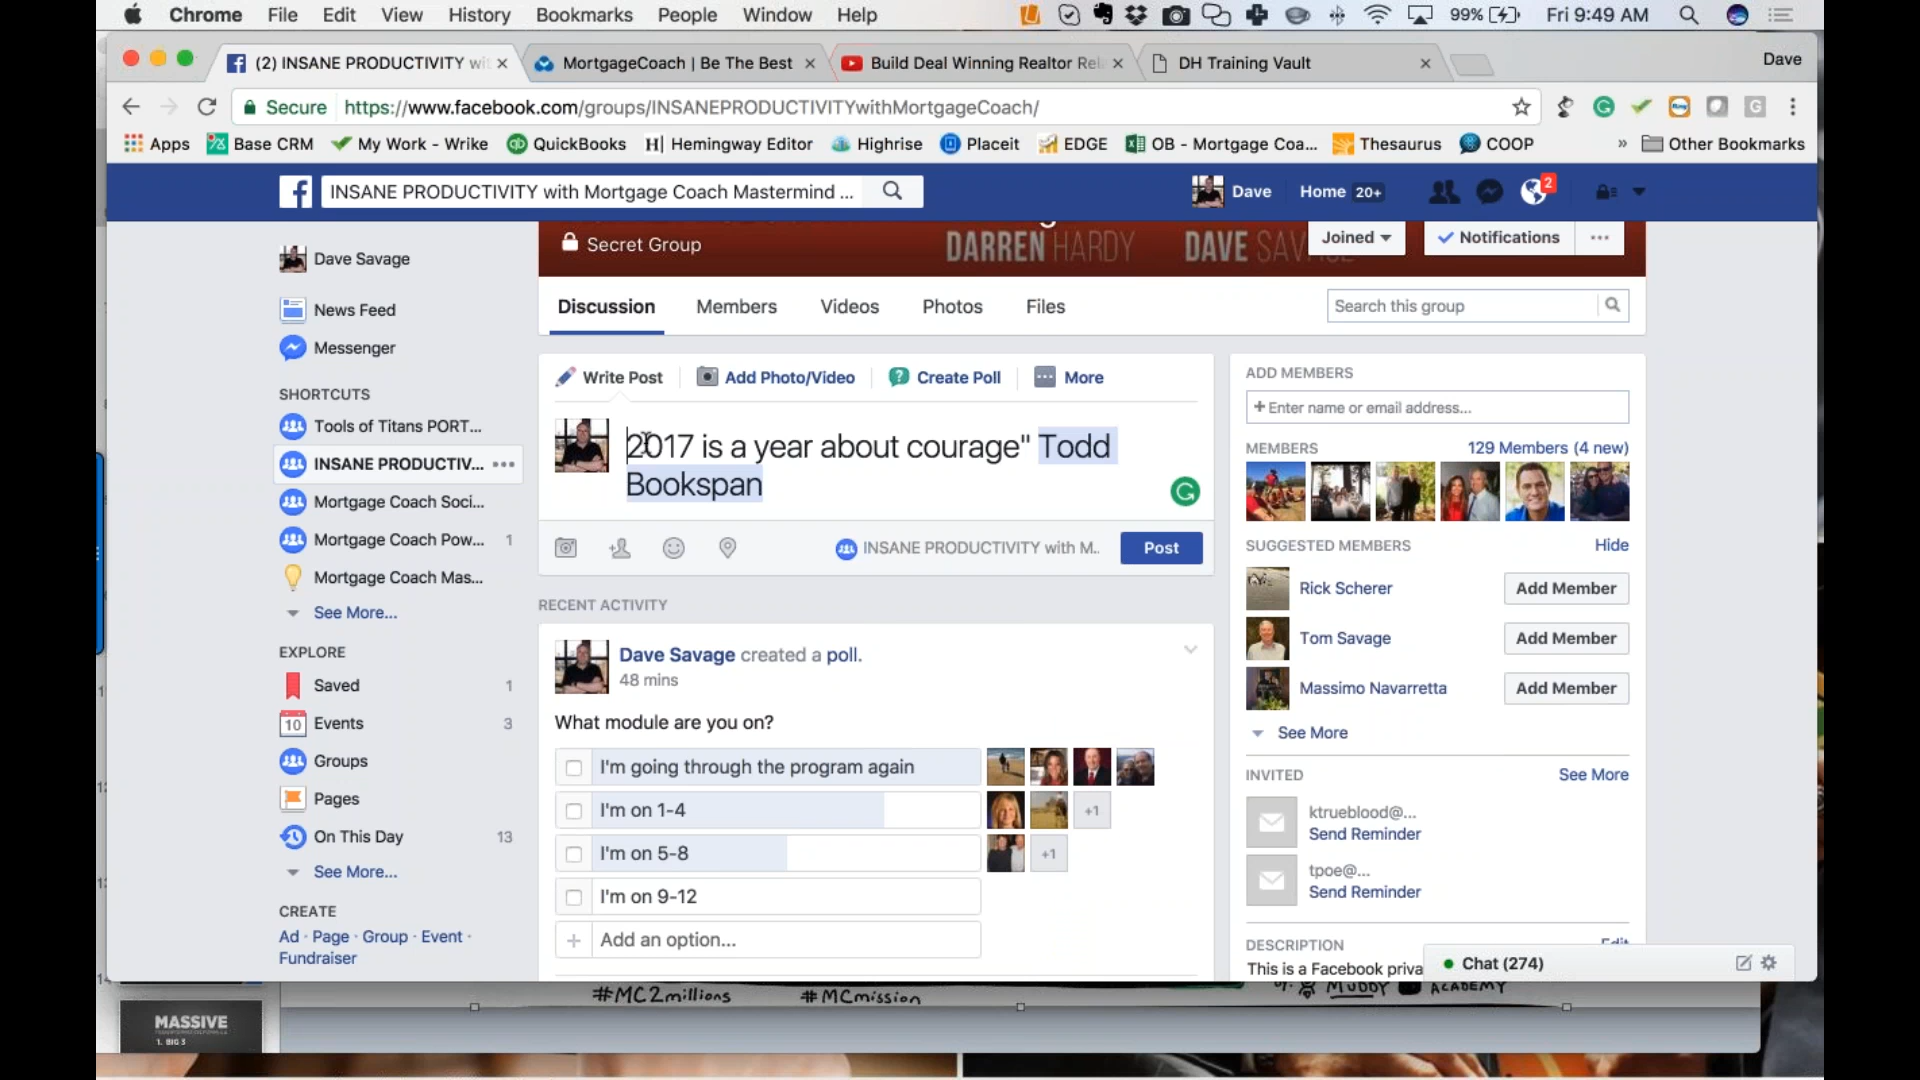 Chrome File Edit View History Bookmarks People Window Help 99% Fri 9:49 AM
(2) INSANE PRODUCTIVITY wit MortgageCoach | Be The Best Build Deal Winning Realtor Rel DH Training Vault Dave
Secure https://www.facebook.com/groups/INSANEPRODUCTIVITYwithMortgageCoach/
Apps Base CRM My Work - Wrike QuickBooks Hemingway Editor Highrise Placeit EDGE OB - Mortgage Coa... Thesaurus COOP » Other Bookmarks
INSANE PRODUCTIVITY with Mortgage Coach Mastermind ... Dave Home 20+ 2
Secret Group DARREN HARDY DAVE SAV Joined Notifications ...
Discussion Members Videos Photos Files Search this group
Dave Savage
News Feed
Messenger
SHORTCUTS
Tools of Titans PORT...
INSANE PRODUCTIV...
Mortgage Coach Soci...
Mortgage Coach Pow... 1
Mortgage Coach Mas...
See More...
EXPLORE
Saved 1
10 Events 3
Groups
Pages
On This Day 13
See More...
CREATE
Ad · Page · Group · Event ·
Fundraiser
Write Post Add Photo/Video Create Poll More
2017 is a year about courage" Todd
Bookspan
INSANE PRODUCTIVITY with M.. Post
RECENT ACTIVITY
Dave Savage created a poll.
48 mins
What module are you on?
I'm going through the program again
I'm on 1-4 +1
I'm on 5-8 +1
I'm on 9-12
+ Add an option...
ADD MEMBERS
+ Enter name or email address...
MEMBERS 129 Members (4 new)
SUGGESTED MEMBERS Hide
Rick Scherer Add Member
Tom Savage Add Member
Massimo Navarretta Add Member
See More
INVITED See More
ktrueblood@...
Send Reminder
tpoe@...
Send Reminder
DESCRIPTION Edit
This is a Facebook priva
Chat (274)
#MC2millions #MCmission MUDDY ACADEMY
MASSIVE
1. BIG 3